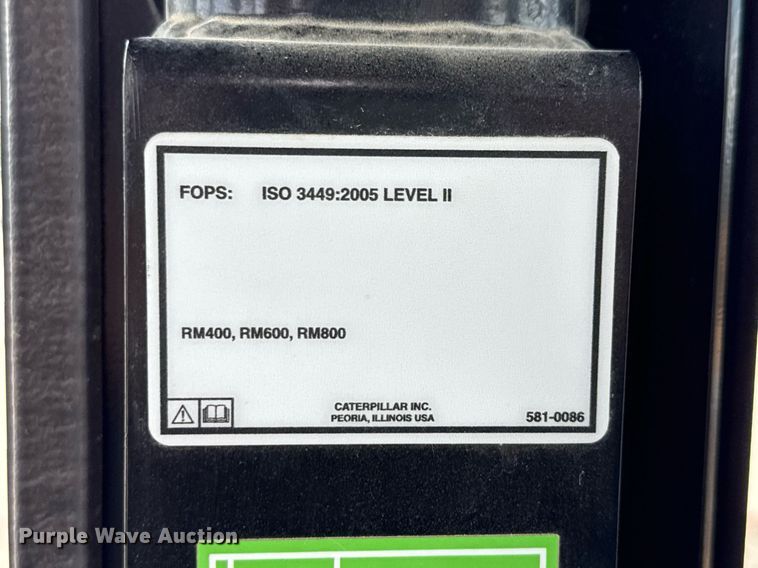 FOPS: ISO 3449:2005 LEVEL II
RM400, RM600, RM800
CATERPILLAR INC.
PEORIA, ILLINOIS USA
581-0086
Purple Wave Auction